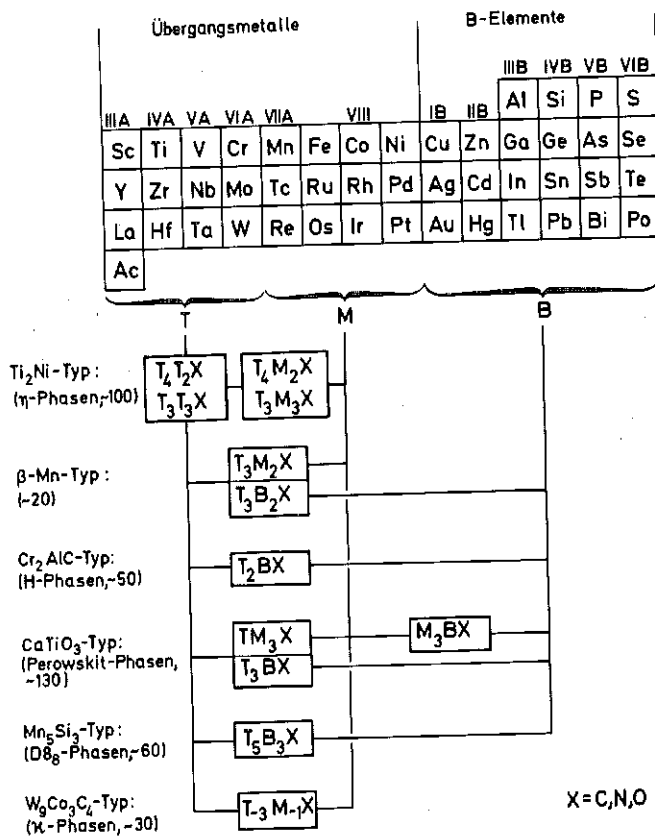 Übergangsmetalle B-Elemente
IIIB IVB VB VIB
Al Si P S
IIIA IVA VA VIA VIIA VIII IB IIB
Sc Ti V Cr Mn Fe Co Ni Cu Zn Ga Ge As Se
Y Zr Nb Mo Tc Ru Rh Pd Ag Cd In Sn Sb Te
La Hf Ta W Re Os Ir Pt Au Hg Tl Pb Bi Po
Ac
T M B
Ti₂Ni-Typ:
(η-Phasen,~100)
T₄T₂X
T₃T₃X
T₄M₂X
T₃M₃X
β-Mn-Typ:
(~20)
T₃M₂X
T₃B₂X
Cr₂AlC-Typ:
(H-Phasen,~50)
T₂BX
CaTiO₃-Typ:
(Perowskit-Phasen,
~130)
TM₃X
T₃BX
M₃BX
Mn₅Si₃-Typ:
(D8₈-Phasen,~60)
T₅B₃X
W₉Co₃C₄-Typ:
(ϰ-Phasen,~30)
T~₃M~₁X
X=C,N,O